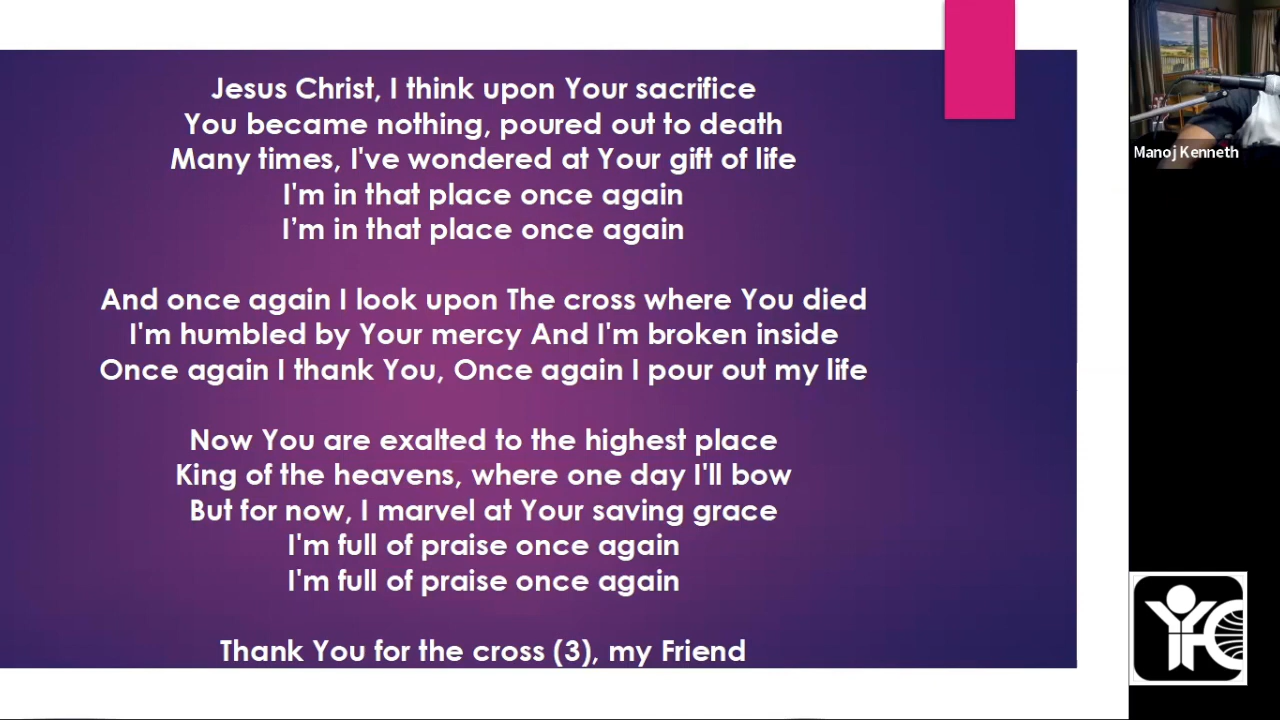 Jesus Christ, I think upon Your sacrifice
You became nothing, poured out to death
Many times, I've wondered at Your gift of life
I'm in that place once again
I’m in that place once again
And once again I look upon The cross where You died
I'm humbled by Your mercy And I'm broken inside
Once again I thank You, Once again I pour out my life
Now You are exalted to the highest place
King of the heavens, where one day I'll bow
But for now, I marvel at Your saving grace
I'm full of praise once again
I'm full of praise once again
Thank You for the cross (3), my Friend
Manoj Kenneth
YFC